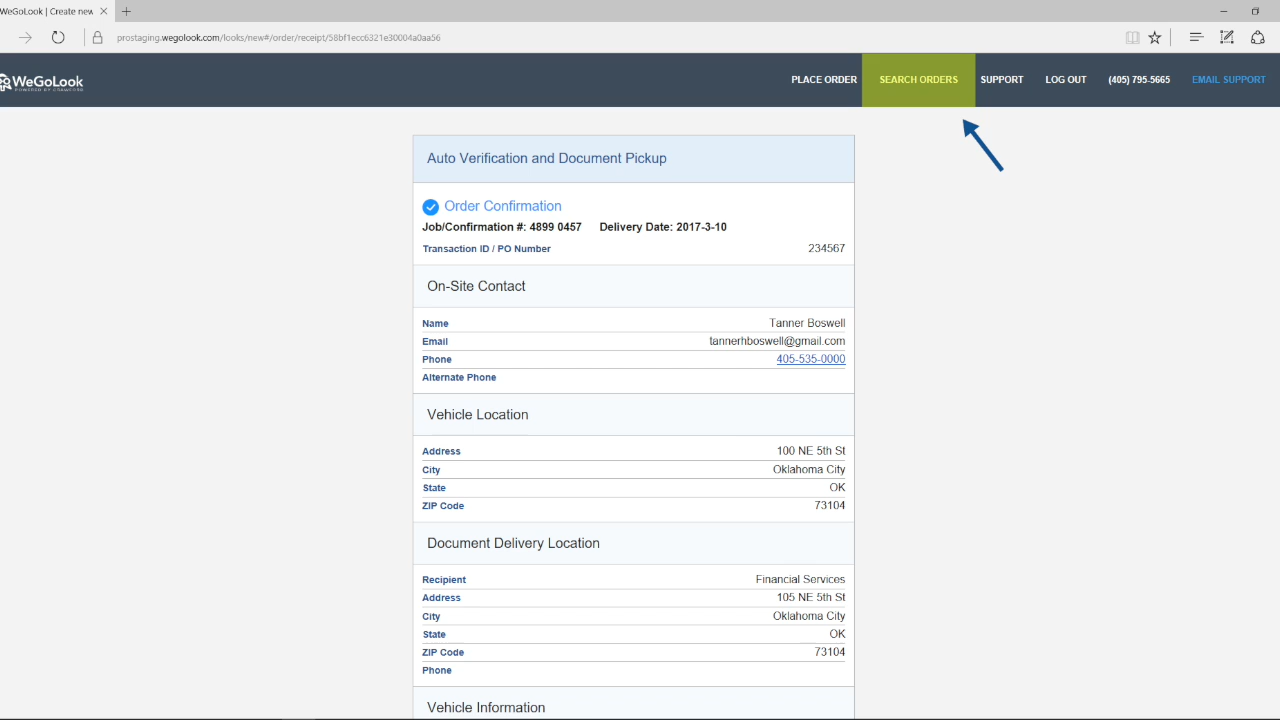 WeGoLook | Create new
prostaging.wegolook.com/looks/new#/order/receipt/58bf1ecc6321e30004a0aa56
WeGoLook
POWERED BY CRAWFORD
PLACE ORDER SEARCH ORDERS SUPPORT LOG OUT (405) 795-5665 EMAIL SUPPORT
Auto Verification and Document Pickup
Order Confirmation
Job/Confirmation #: 4899 0457 Delivery Date: 2017-3-10
Transaction ID / PO Number 234567
On-Site Contact
Name Tanner Boswell
Email tannerhboswell@gmail.com
Phone 405-535-0000
Alternate Phone
Vehicle Location
Address 100 NE 5th St
City Oklahoma City
State OK
ZIP Code 73104
Document Delivery Location
Recipient Financial Services
Address 105 NE 5th St
City Oklahoma City
State OK
ZIP Code 73104
Phone
Vehicle Information